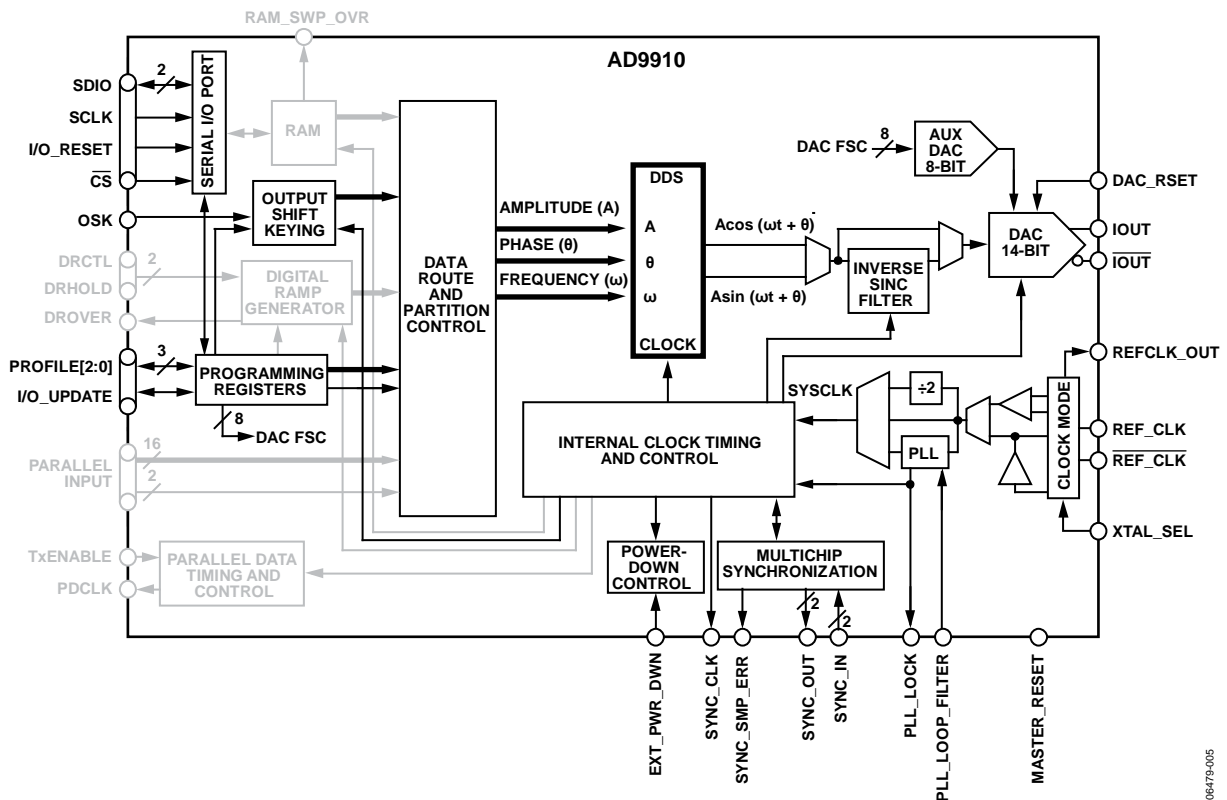 RAM_SWP_OVR
AD9910
SDIO
2
SCLK
I/O_RESET
CS
SERIAL I/O PORT
RAM
OSK
OUTPUT
SHIFT
KEYING
DRCTL
DRHOLD
2
DROVER
DIGITAL
RAMP
GENERATOR
PROFILE[2:0]
3
I/O_UPDATE
PROGRAMMING
REGISTERS
8
DAC FSC
PARALLEL
INPUT
16
2
TxENABLE
PDCLK
PARALLEL DATA
TIMING AND
CONTROL
DATA
ROUTE
AND
PARTITION
CONTROL
AMPLITUDE (A)
PHASE (θ)
FREQUENCY (ω)
DDS
A
θ
ω
CLOCK
Acos (ωt + θ)
Asin (ωt + θ)
INVERSE
SINC
FILTER
DAC FSC
8
AUX
DAC
8-BIT
DAC
14-BIT
DAC_RSET
IOUT
IOUT
REFCLK_OUT
REF_CLK
REF_CLK
XTAL_SEL
CLOCK MODE
SYSCLK
÷2
PLL
INTERNAL CLOCK TIMING
AND CONTROL
POWER-
DOWN
CONTROL
MULTICHIP
SYNCHRONIZATION
2
2
EXT_PWR_DWN
SYNC_CLK
SYNC_SMP_ERR
SYNC_OUT
SYNC_IN
PLL_LOCK
PLL_LOOP_FILTER
MASTER_RESET
06479-005